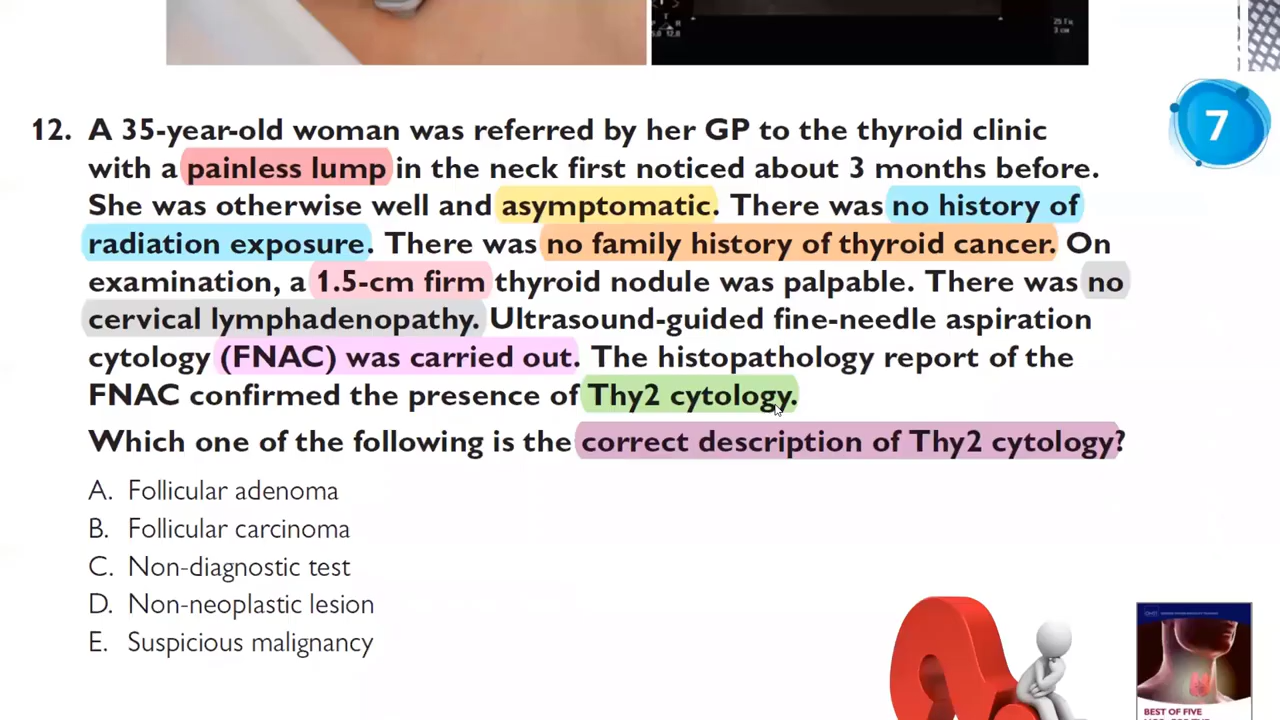 25 Гц
3 см
7
12. A 35-year-old woman was referred by her GP to the thyroid clinic
with a painless lump in the neck first noticed about 3 months before.
She was otherwise well and asymptomatic. There was no history of
radiation exposure. There was no family history of thyroid cancer. On
examination, a 1.5-cm firm thyroid nodule was palpable. There was no
cervical lymphadenopathy. Ultrasound-guided fine-needle aspiration
cytology (FNAC) was carried out. The histopathology report of the
FNAC confirmed the presence of Thy2 cytology.
Which one of the following is the correct description of Thy2 cytology?
A. Follicular adenoma
B. Follicular carcinoma
C. Non-diagnostic test
D. Non-neoplastic lesion
E. Suspicious malignancy
BEST OF FIVE